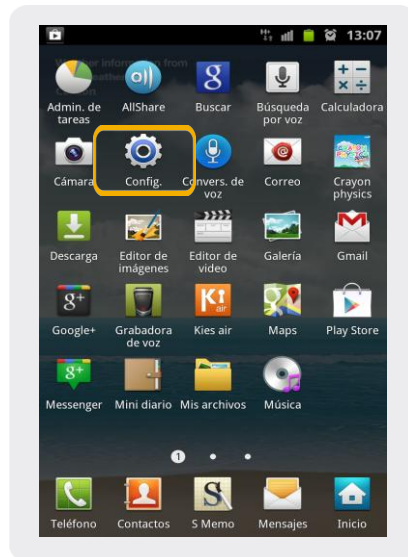 13:07
Admin. de
tareas
AllShare
Buscar
Búsqueda
por voz
Calculadora
Cámara
Config.
Convers. de
voz
Correo
Crayon
physics
Descarga
Editor de
imágenes
Editor de
video
Galería
Gmail
Google+
Grabadora
de voz
Kies air
Maps
Play Store
Messenger
Mini diario
Mis archivos
Música
1
Teléfono
Contactos
S Memo
Mensajes
Inicio